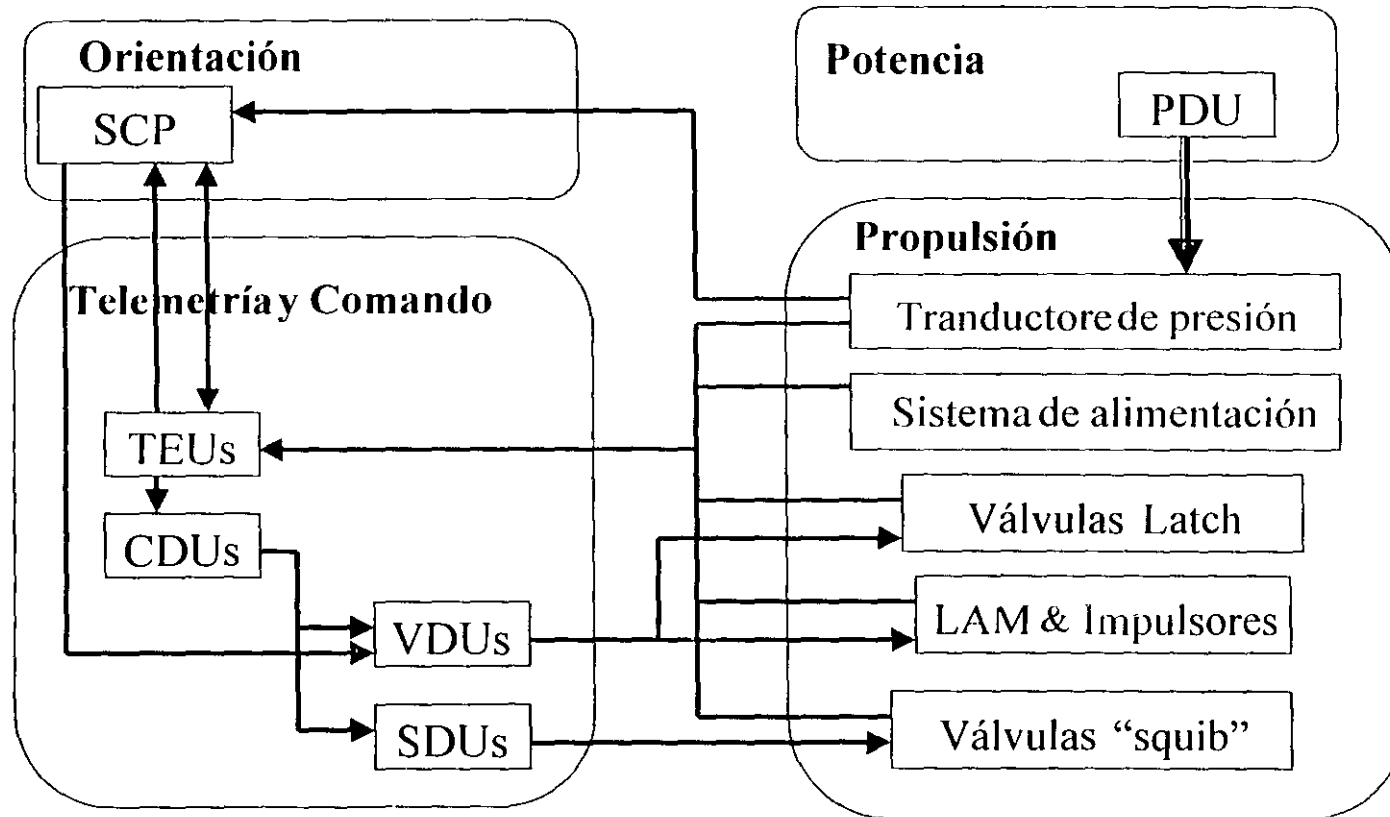 Orientación
SCP
Potencia
PDU
Telemetría y Comando
TEUs
CDUs
VDUs
SDUs
Propulsión
Tranductore de presión
Sistema de alimentación
Válvulas Latch
LAM & Impulsores
Válvulas “squib”